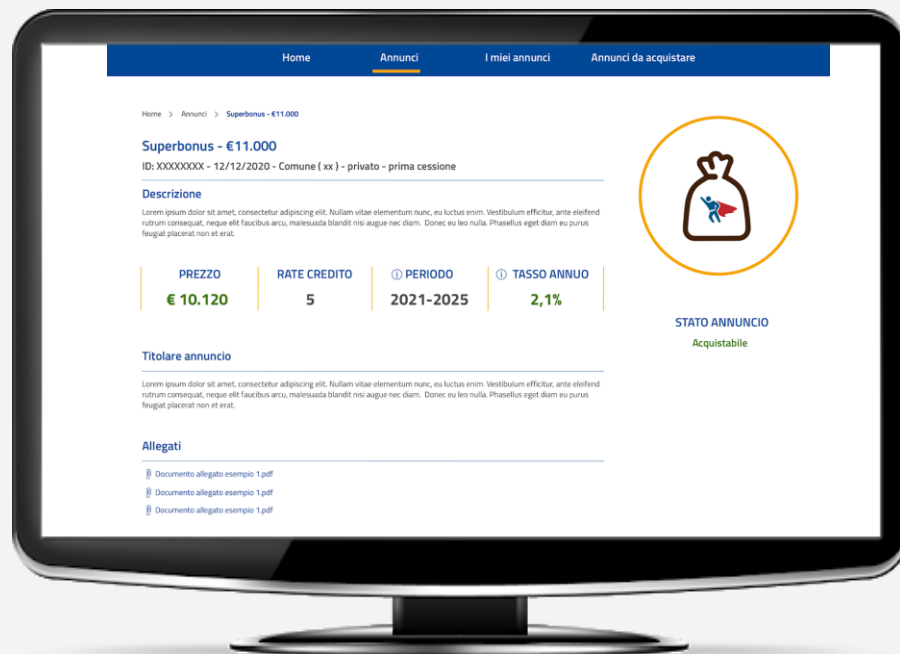 Home Annunci I miei annunci Annunci da acquistare
Home > Annunci > Superbonus - €11.000
Superbonus - €11.000
ID: XXXXXXXX - 12/12/2020 - Comune ( xx ) - privato - prima cessione
Descrizione
Lorem ipsum dolor sit amet, consectetur adipiscing elit. Nullam vitae elementum nunc, eu luctus enim. Vestibulum efficitur, ante eleifend
rutrum consequat, neque elit faucibus arcu, malesuada blandit nisi augue nec diam. Donec eu leo nulla. Phasellus eget diam eu purus
feugiat placerat non et erat.
PREZZO RATE CREDITO PERIODO TASSO ANNUO
€ 10.120 5 2021-2025 2,1%
STATO ANNUNCIO
Acquistabile
Titolare annuncio
Lorem ipsum dolor sit amet, consectetur adipiscing elit. Nullam vitae elementum nunc, eu luctus enim. Vestibulum efficitur, ante eleifend
rutrum consequat, neque elit faucibus arcu, malesuada blandit nisi augue nec diam. Donec eu leo nulla. Phasellus eget diam eu purus
feugiat placerat non et erat.
Allegati
Documento allegato esempio 1.pdf
Documento allegato esempio 1.pdf
Documento allegato esempio 1.pdf